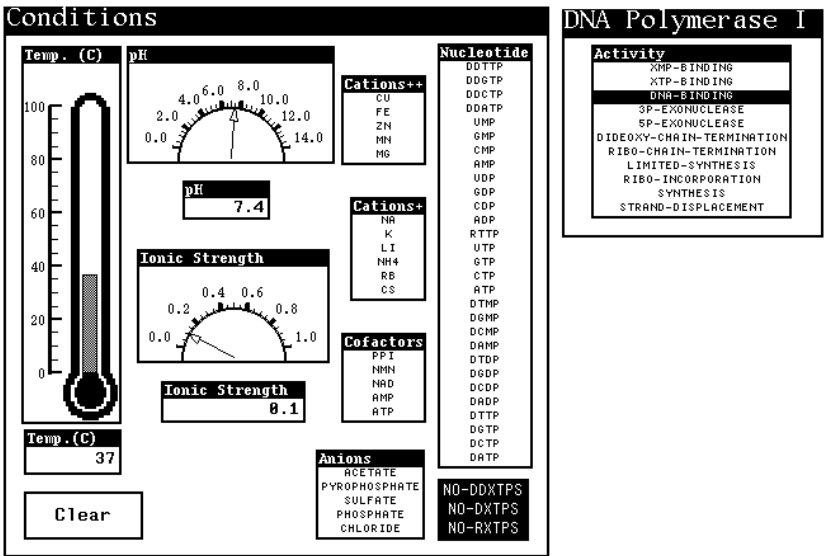 Conditions
Temp. (C)
100
80
60
40
20
0
Temp.(C)
37
Clear
pH
0.0
2.0
4.0
6.0
8.0
10.0
12.0
14.0
pH
7.4
Ionic Strength
0.0
0.2
0.4
0.6
0.8
1.0
Ionic Strength
0.1
Cations++
CU
FE
ZN
MN
MG
Cations+
NA
K
LI
NH4
RB
CS
Cofactors
PPI
NMN
NAD
AMP
ATP
Anions
ACETATE
PYROPHOSPHATE
SULFATE
PHOSPHATE
CHLORIDE
Nucleotide
DDTTP
DDGTP
DDCTP
DDATP
UMP
GMP
CMP
AMP
UDP
GDP
CDP
ADP
RTTP
UTP
GTP
CTP
ATP
DTMP
DGMP
DCMP
DAMP
DTDP
DGDP
DCDP
DADP
DTTP
DGTP
DCTP
DATP
NO-DDXTPS
NO-DXTPS
NO-RXTPS
DNA Polymerase I
Activity
XMP-BINDING
XTP-BINDING
DNA-BINDING
3P-EXONUCLEASE
5P-EXONUCLEASE
DIDEOXY-CHAIN-TERMINATION
RIBO-CHAIN-TERMINATION
LIMITED-SYNTHESIS
RIBO-INCORPORATION
SYNTHESIS
STRAND-DISPLACEMENT